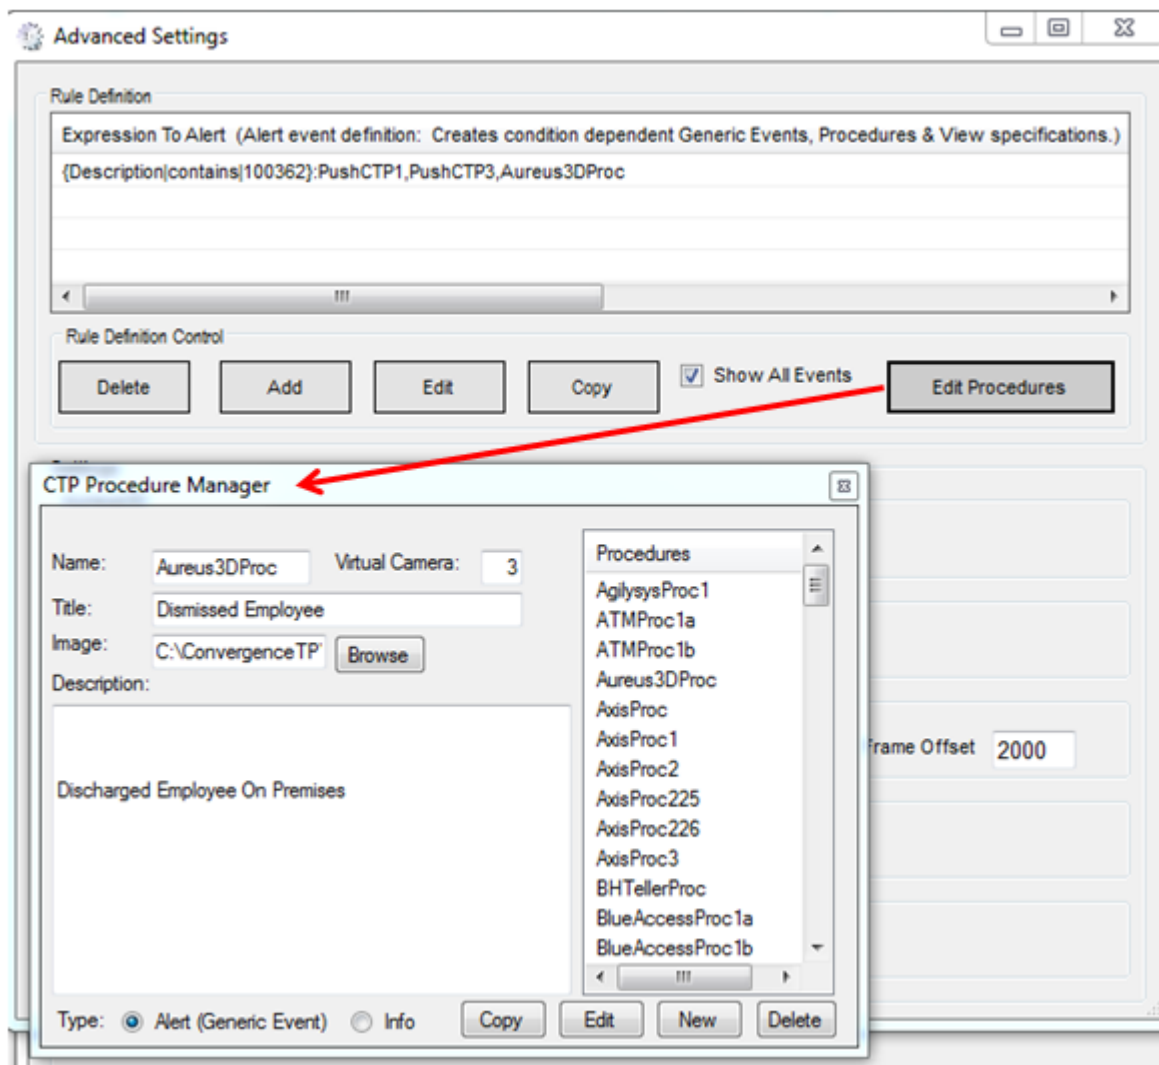 Advanced Settings
Rule Definition
Expression To Alert (Alert event definition: Creates condition dependent Generic Events, Procedures & View specifications.)
{Description|contains|100362}:PushCTP1,PushCTP3,Aureus3DProc
Rule Definition Control
Delete Add Edit Copy Show All Events Edit Procedures
CTP Procedure Manager
Name: Aureus3DProc Virtual Camera: 3
Title: Dismissed Employee
Image: C:\ConvergenceTP Browse
Description:
Discharged Employee On Premises
Procedures
AgilysysProc1
ATMProc1a
ATMProc1b
Aureus3DProc
AxisProc
AxisProc1
AxisProc2
AxisProc225
AxisProc226
AxisProc3
BHTellerProc
BlueAccessProc1a
BlueAccessProc1b
Frame Offset 2000
Type: Alert (Generic Event) Info Copy Edit New Delete